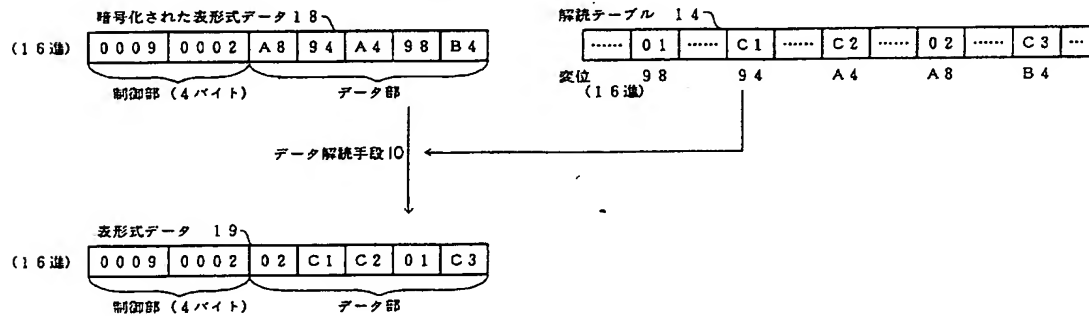 暗号化された表形式データ18
(16進) 0009 0002 A8 94 A4 98 B4
制御部(4バイト) データ部
解読テーブル 14
…… 01 …… C1 …… C2 …… 02 …… C3 …
変位 98 94 A4 A8 B4
(16進)
データ解読手段10
表形式データ 19
(16進) 0009 0002 02 C1 C2 01 C3
制御部(4バイト) データ部